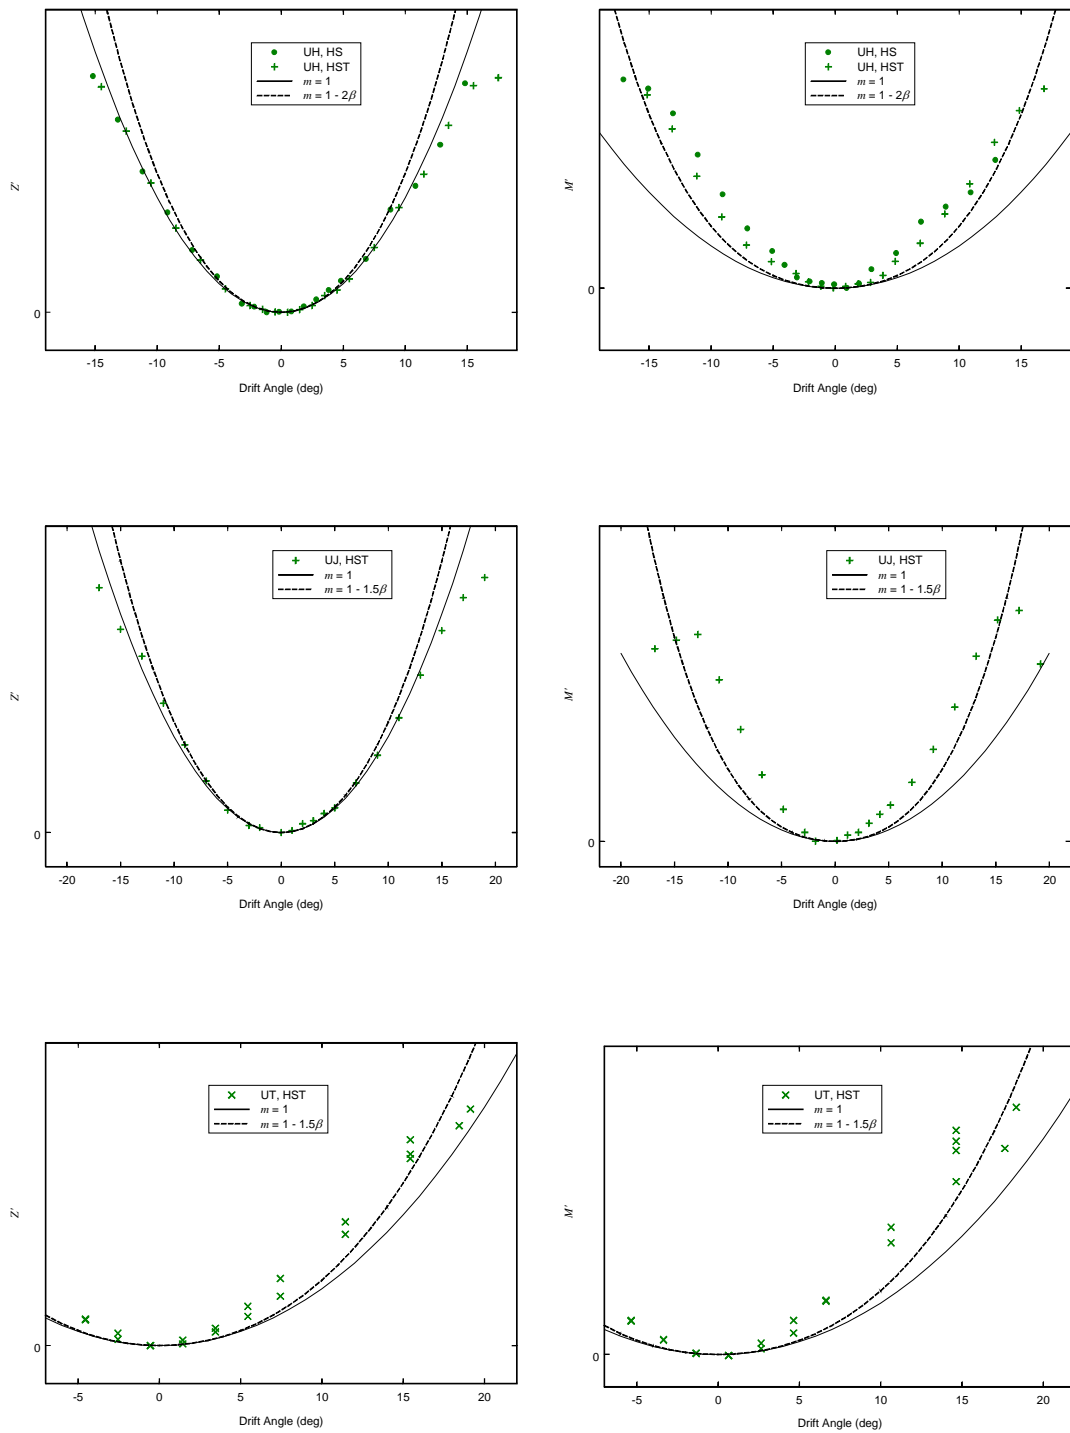 UH, HS
UH, HST
m = 1
m = 1 - 2β
Z'
0
-15 -10 -5 0 5 10 15
Drift Angle (deg)
UH, HS
UH, HST
m = 1
m = 1 - 2β
M'
0
-15 -10 -5 0 5 10 15
Drift Angle (deg)
UJ, HST
m = 1
m = 1 - 1.5β
Z'
0
-20 -15 -10 -5 0 5 10 15 20
Drift Angle (deg)
UJ, HST
m = 1
m = 1 - 1.5β
M'
0
-20 -15 -10 -5 0 5 10 15 20
Drift Angle (deg)
UT, HST
m = 1
m = 1 - 1.5β
Z'
0
-5 0 5 10 15 20
Drift Angle (deg)
UT, HST
m = 1
m = 1 - 1.5β
M'
0
-5 0 5 10 15 20
Drift Angle (deg)